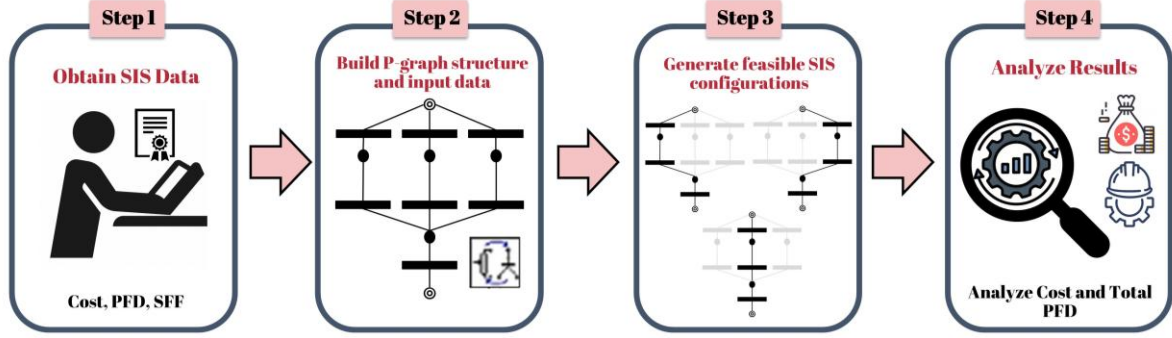 Step 1
Obtain SIS Data
Cost, PFD, SFF
Step 2
Build P-graph structure
and input data
Step 3
Generate feasible SIS
configurations
Step 4
Analyze Results
$
Analyze Cost and Total
PFD